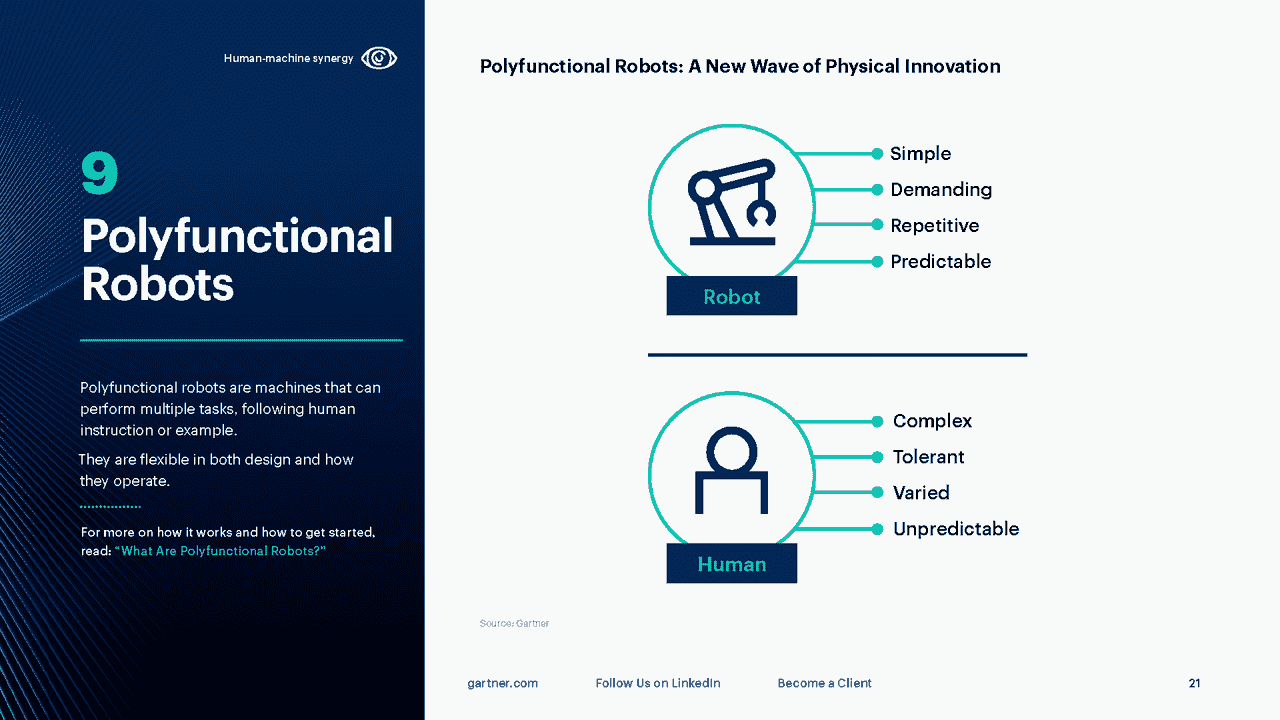 Human-machine synergy
9
Polyfunctional
Robots
Polyfunctional robots are machines that can
perform multiple tasks, following human
instruction or example.
They are flexible in both design and how
they operate.
For more on how it works and how to get started,
read: “What Are Polyfunctional Robots?”
Polyfunctional Robots: A New Wave of Physical Innovation
Simple
Demanding
Repetitive
Predictable
Robot
Complex
Tolerant
Varied
Unpredictable
Human
Source: Gartner
gartner.com
Follow Us on LinkedIn
Become a Client
21